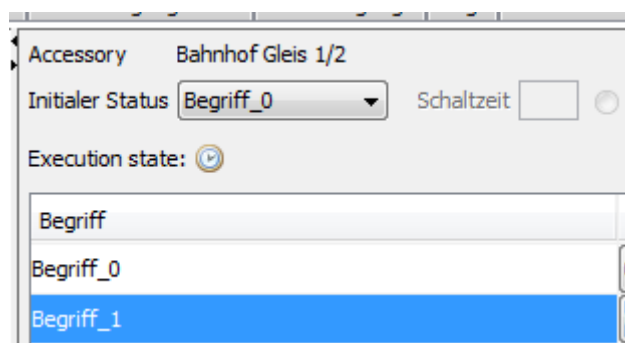 Accessory Bahnhof Gleis 1/2
Initialer Status Begriff_0 Schaltzeit
Execution state:
Begriff
Begriff_0
Begriff_1